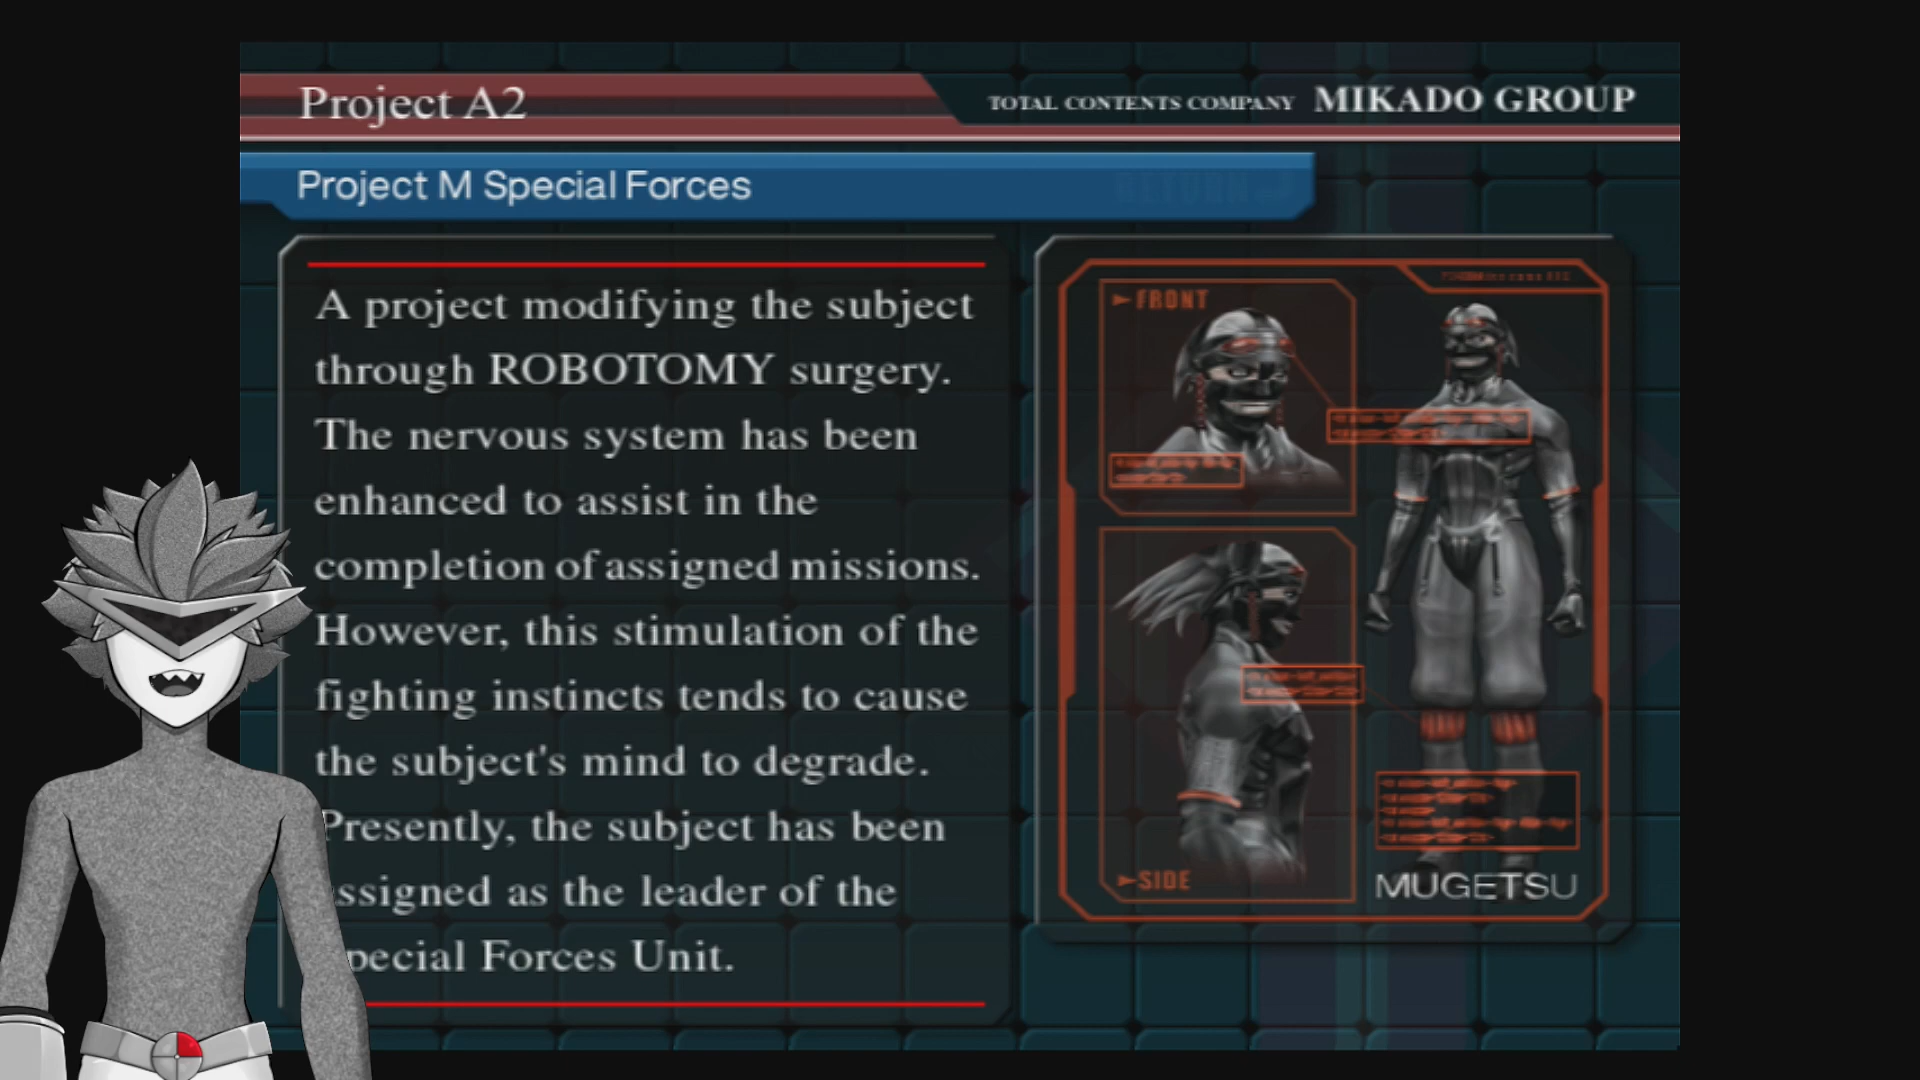 Project A2
TOTAL CONTENTS COMPANY MIKADO GROUP
Project M Special Forces
RETURN
A project modifying the subject
through ROBOTOMY surgery.
The nervous system has been
enhanced to assist in the
completion of assigned missions.
However, this stimulation of the
fighting instincts tends to cause
the subject's mind to degrade.
Presently, the subject has been
assigned as the leader of the
Special Forces Unit.
FRONT
SIDE
MUGETSU